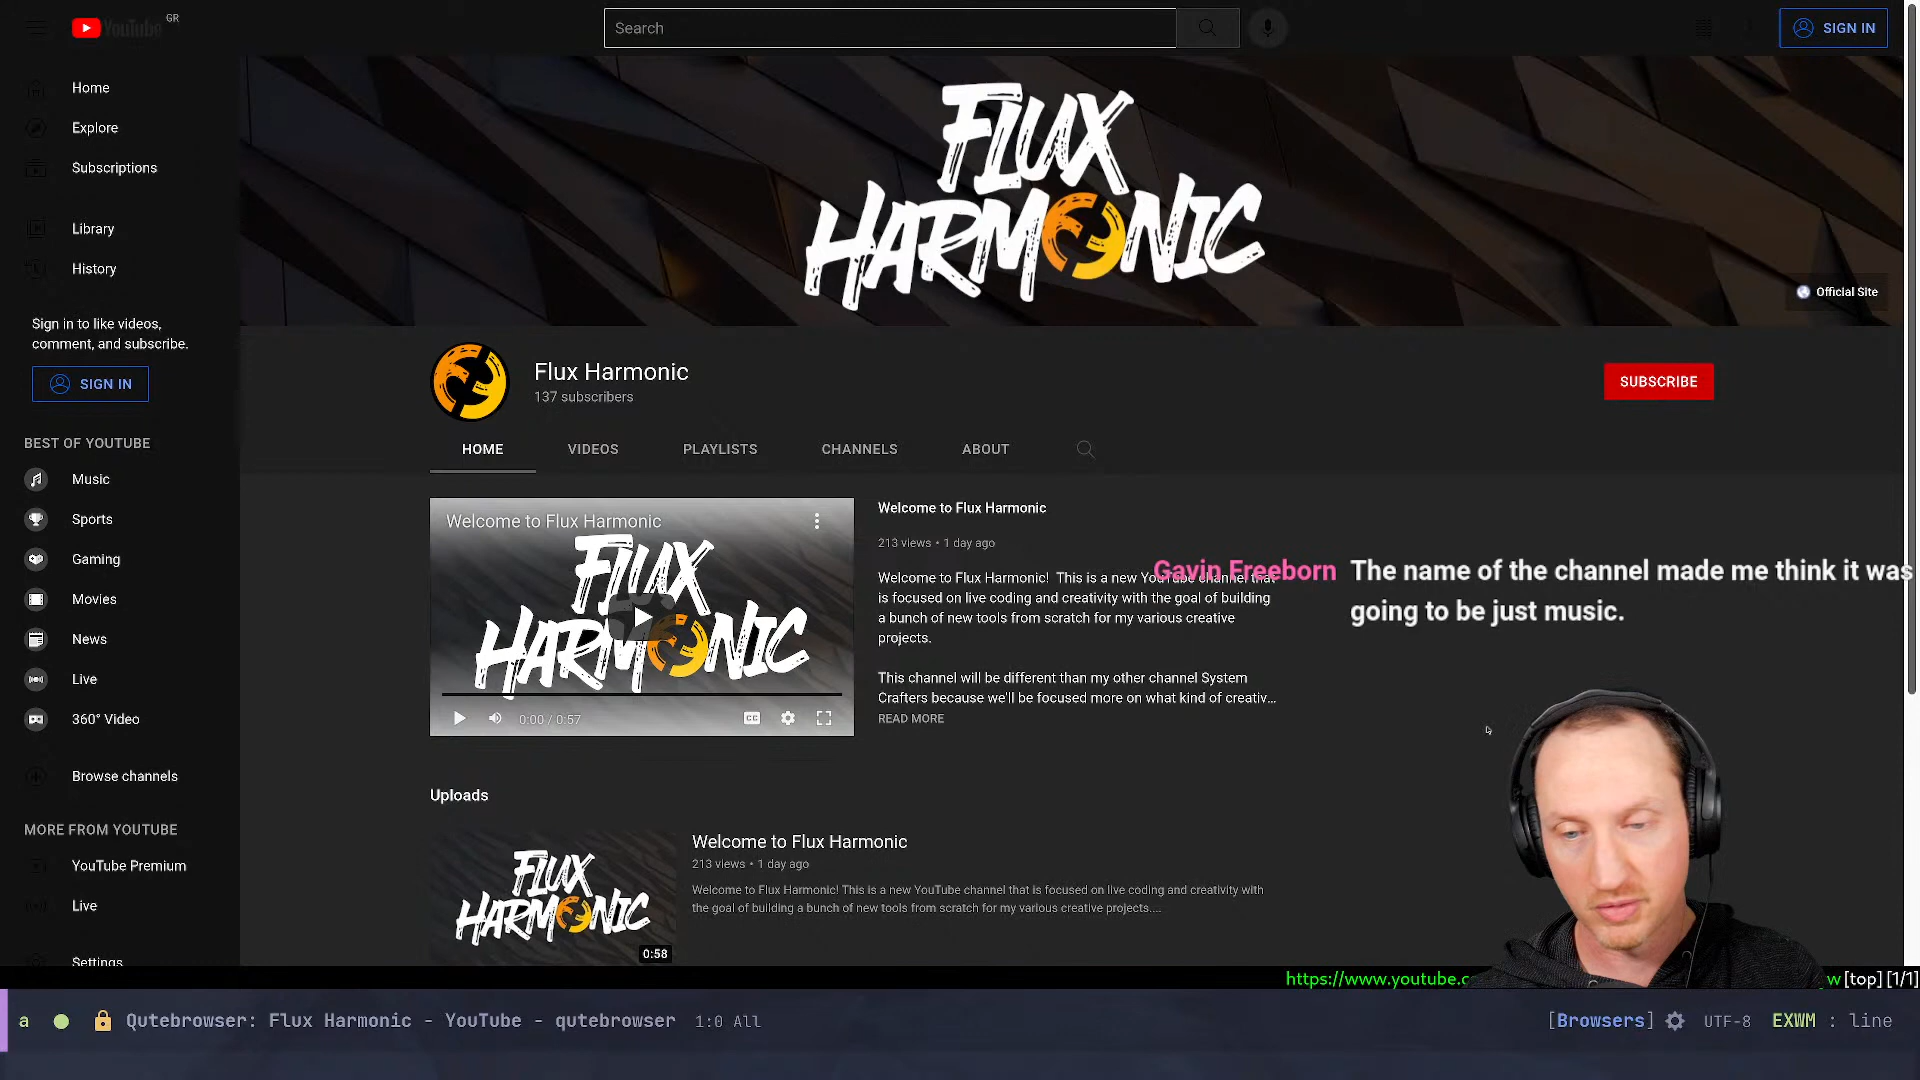 YouTube
GR
Search
SIGN IN
Home
Explore
Subscriptions
Library
History
Sign in to like videos,
comment, and subscribe.
SIGN IN
BEST OF YOUTUBE
Music
Sports
Gaming
Movies
News
Live
360° Video
Browse channels
MORE FROM YOUTUBE
YouTube Premium
Live
Settings
FLUX
HARMONIC
Official Site
Flux Harmonic
137 subscribers
SUBSCRIBE
HOME
VIDEOS
PLAYLISTS
CHANNELS
ABOUT
Welcome to Flux Harmonic
FLUX
HARMONIC
0:00 / 0:57
CC
Welcome to Flux Harmonic
213 views • 1 day ago
Welcome to Flux Harmonic! This is a new YouTube channel that
is focused on live coding and creativity with the goal of building
a bunch of new tools from scratch for my various creative
projects.
This channel will be different than my other channel System
Crafters because we'll be focused more on what kind of creativ...
READ MORE
Gavin Freeborn
The name of the channel made me think it was
going to be just music.
Uploads
FLUX
HARMONIC
0:58
Welcome to Flux Harmonic
213 views • 1 day ago
Welcome to Flux Harmonic! This is a new YouTube channel that is focused on live coding and creativity with
the goal of building a bunch of new tools from scratch for my various creative projects....
https://www.youtube.c
w [top] [1/1]
a
Qutebrowser: Flux Harmonic - YouTube - qutebrowser 1:0 All
[Browsers] UTF-8 EXWM : line